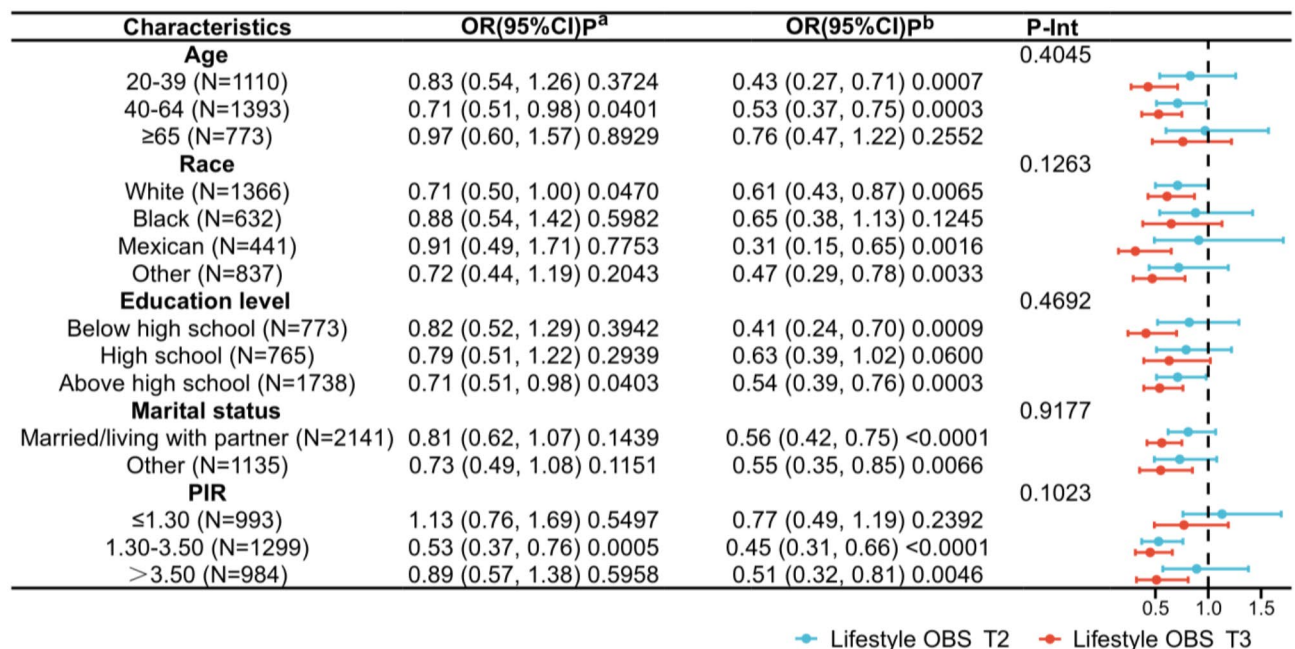 Characteristics OR(95%CI)Pᵃ OR(95%CI)Pᵇ P-Int
Age 0.4045
20-39 (N=1110) 0.83 (0.54, 1.26) 0.3724 0.43 (0.27, 0.71) 0.0007
40-64 (N=1393) 0.71 (0.51, 0.98) 0.0401 0.53 (0.37, 0.75) 0.0003
≥65 (N=773) 0.97 (0.60, 1.57) 0.8929 0.76 (0.47, 1.22) 0.2552
Race 0.1263
White (N=1366) 0.71 (0.50, 1.00) 0.0470 0.61 (0.43, 0.87) 0.0065
Black (N=632) 0.88 (0.54, 1.42) 0.5982 0.65 (0.38, 1.13) 0.1245
Mexican (N=441) 0.91 (0.49, 1.71) 0.7753 0.31 (0.15, 0.65) 0.0016
Other (N=837) 0.72 (0.44, 1.19) 0.2043 0.47 (0.29, 0.78) 0.0033
Education level 0.4692
Below high school (N=773) 0.82 (0.52, 1.29) 0.3942 0.41 (0.24, 0.70) 0.0009
High school (N=765) 0.79 (0.51, 1.22) 0.2939 0.63 (0.39, 1.02) 0.0600
Above high school (N=1738) 0.71 (0.51, 0.98) 0.0403 0.54 (0.39, 0.76) 0.0003
Marital status 0.9177
Married/living with partner (N=2141) 0.81 (0.62, 1.07) 0.1439 0.56 (0.42, 0.75) <0.0001
Other (N=1135) 0.73 (0.49, 1.08) 0.1151 0.55 (0.35, 0.85) 0.0066
PIR 0.1023
≤1.30 (N=993) 1.13 (0.76, 1.69) 0.5497 0.77 (0.49, 1.19) 0.2392
1.30-3.50 (N=1299) 0.53 (0.37, 0.76) 0.0005 0.45 (0.31, 0.66) <0.0001
＞3.50 (N=984) 0.89 (0.57, 1.38) 0.5958 0.51 (0.32, 0.81) 0.0046
0.5 1.0 1.5
Lifestyle OBS T2 Lifestyle OBS T3